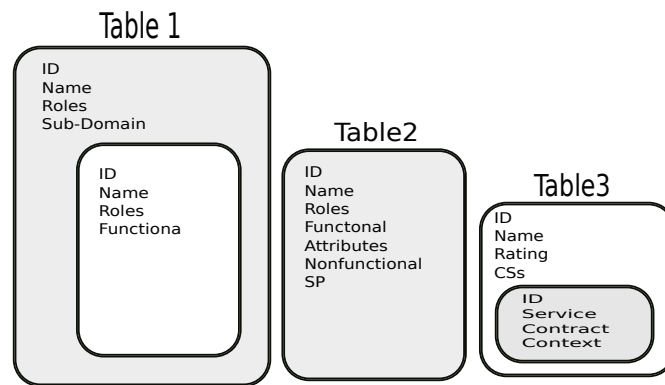 Table 1
ID
Name
Roles
Sub-Domain
ID
Name
Roles
Functiona
Table2
ID
Name
Roles
Functonal
Attributes
Nonfunctional
SP
Table3
ID
Name
Rating
CSs
ID
Service
Contract
Context